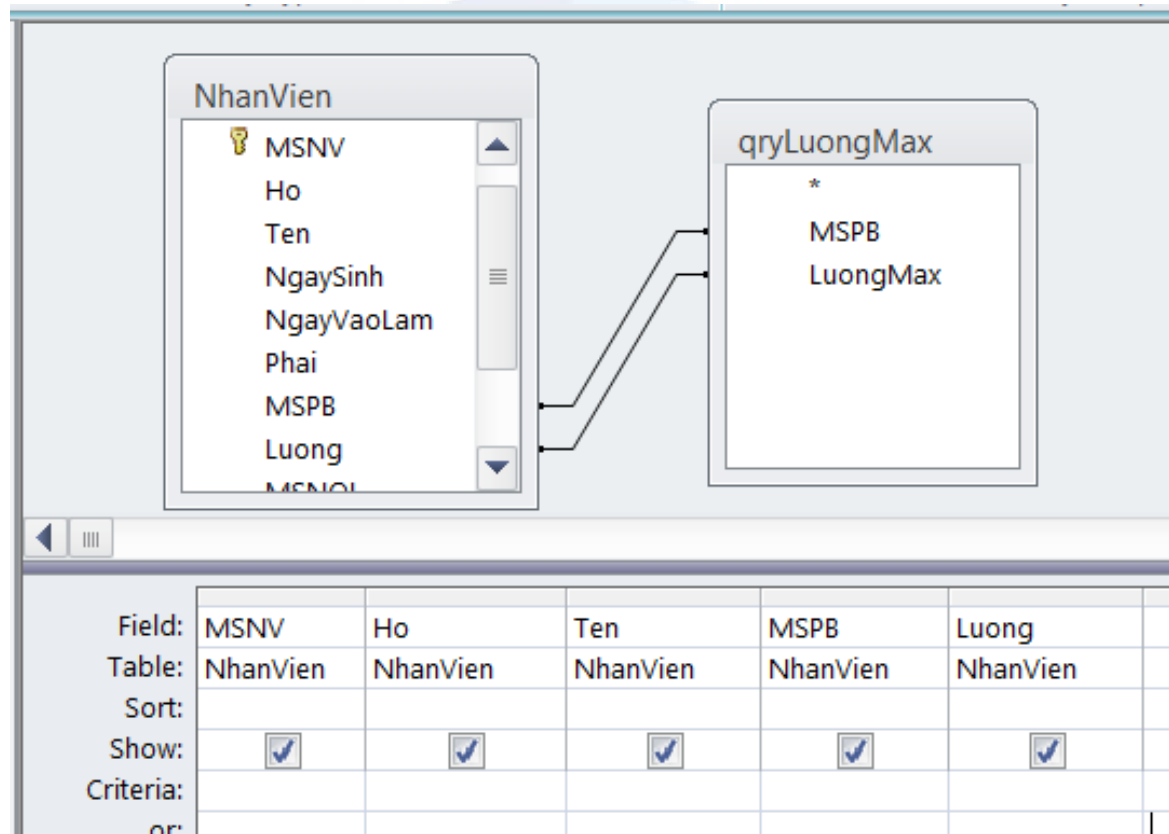 NhanVien
MSNV
Ho
Ten
NgaySinh
NgayVaoLam
Phai
MSPB
Luong
qryLuongMax
*
MSPB
LuongMax
Field: MSNV Ho Ten MSPB Luong
Table: NhanVien NhanVien NhanVien NhanVien NhanVien
Sort:
Show:
Criteria:
or: